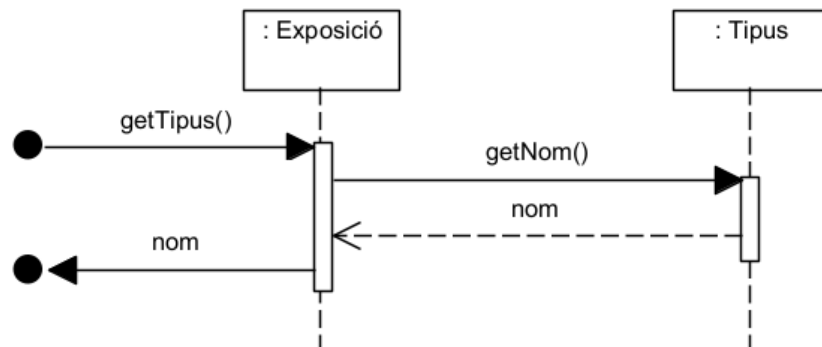 : Exposició
: Tipus
getTipus()
getNom()
nom
nom